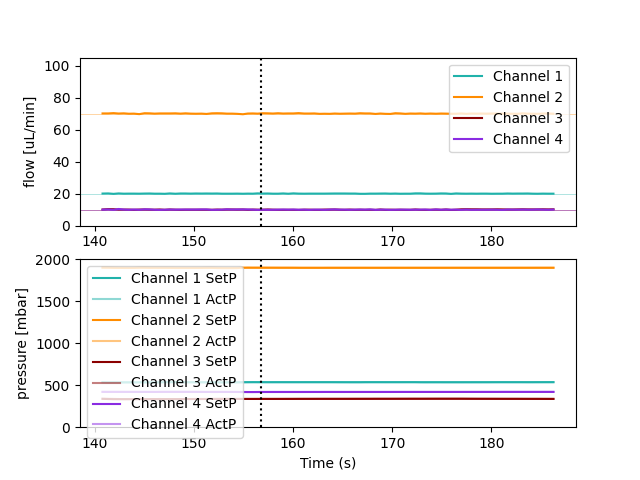 100
80
60
40
20
0
flow [uL/min]
Channel 1
Channel 2
Channel 3
Channel 4
140 150 160 170 180
2000
1500
1000
500
0
pressure [mbar]
Channel 1 SetP
Channel 1 ActP
Channel 2 SetP
Channel 2 ActP
Channel 3 SetP
Channel 3 ActP
Channel 4 SetP
Channel 4 ActP
140 150 160 170 180
Time (s)